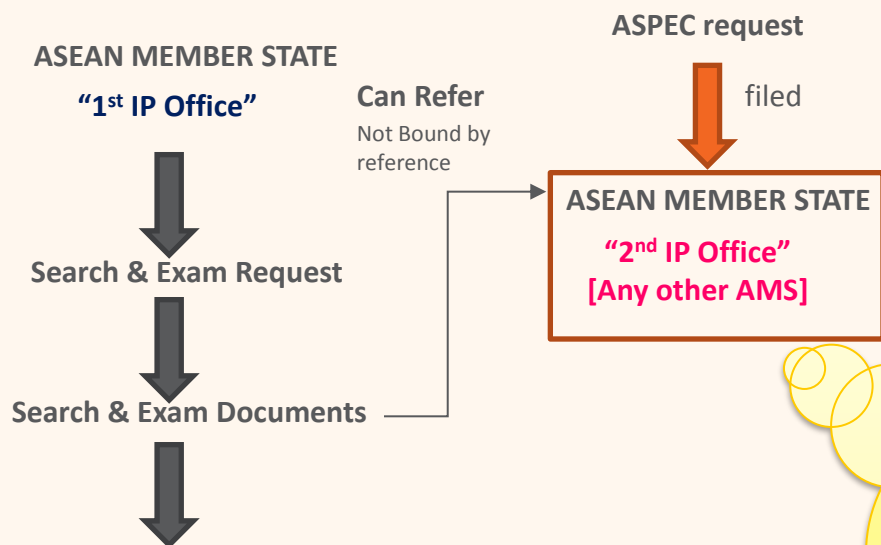 ASEAN MEMBER STATE
“1st IP Office”
Search & Exam Request
Search & Exam Documents
Can Refer
Not Bound by
reference
ASPEC request
filed
ASEAN MEMBER STATE
“2nd IP Office”
[Any other AMS]